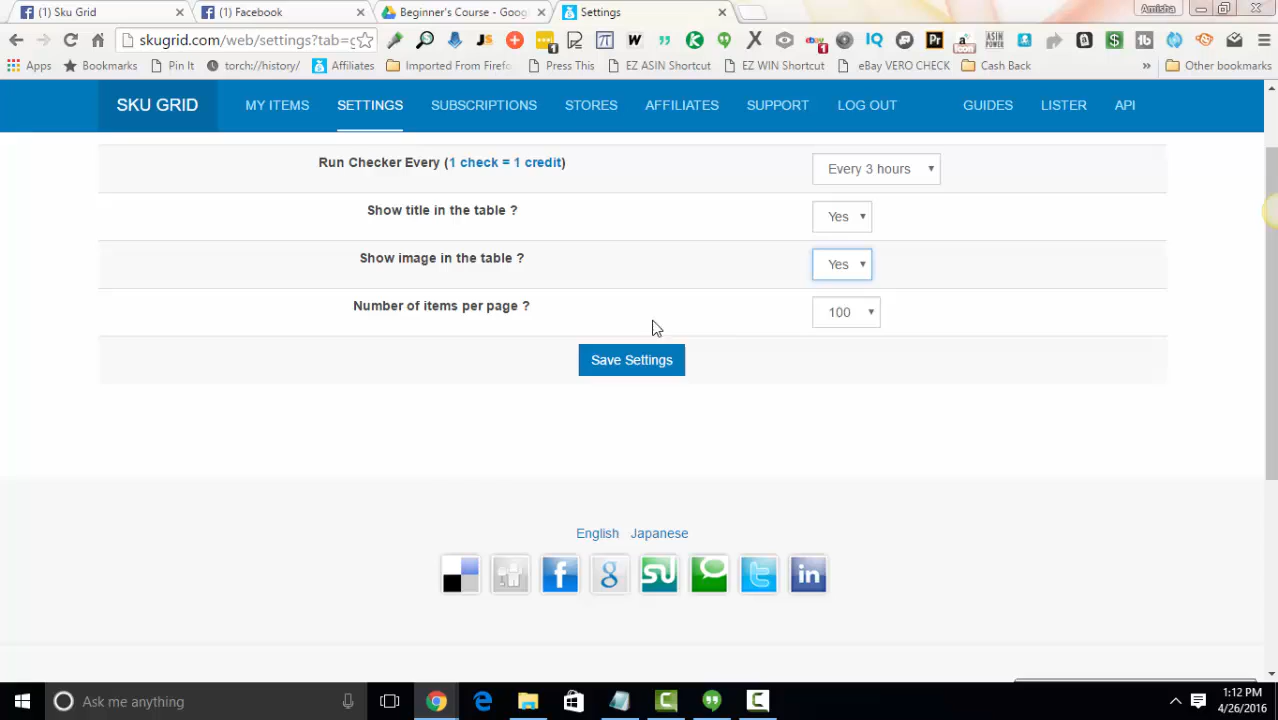 (1) Sku Grid
(1) Facebook
Beginner's Course - Goog
Settings
Amisha
skugrid.com/web/settings?tab=g
Apps
Bookmarks
Pin It
torch://history/
Affiliates
Imported From Firefo
Press This
EZ ASIN Shortcut
EZ WIN Shortcut
eBay VERO CHECK
Cash Back
Other bookmarks
SKU GRID
MY ITEMS
SETTINGS
SUBSCRIPTIONS
STORES
AFFILIATES
SUPPORT
LOG OUT
GUIDES
LISTER
API
Run Checker Every (1 check = 1 credit)
Every 3 hours
Show title in the table ?
Yes
Show image in the table ?
Yes
Number of items per page ?
100
Save Settings
English Japanese
Ask me anything
1:12 PM
4/26/2016